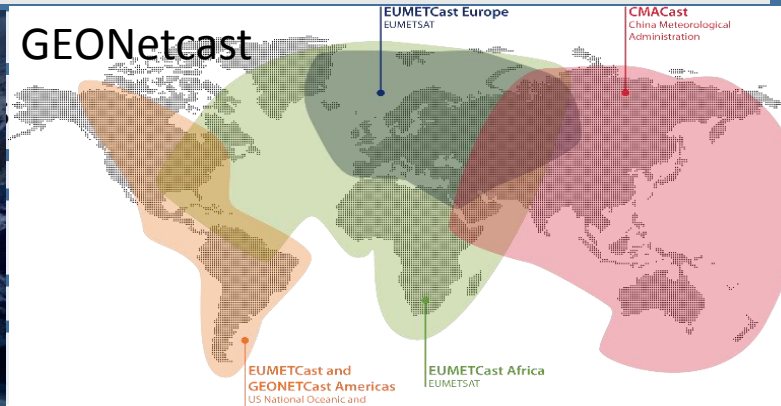 GEONetcast
EUMETCast Europe
EUMETSAT
CMACast
China Meteorological
Administration
EUMETCast and
GEONETCast Americas
US National Oceanic and
EUMETCast Africa
EUMETSAT